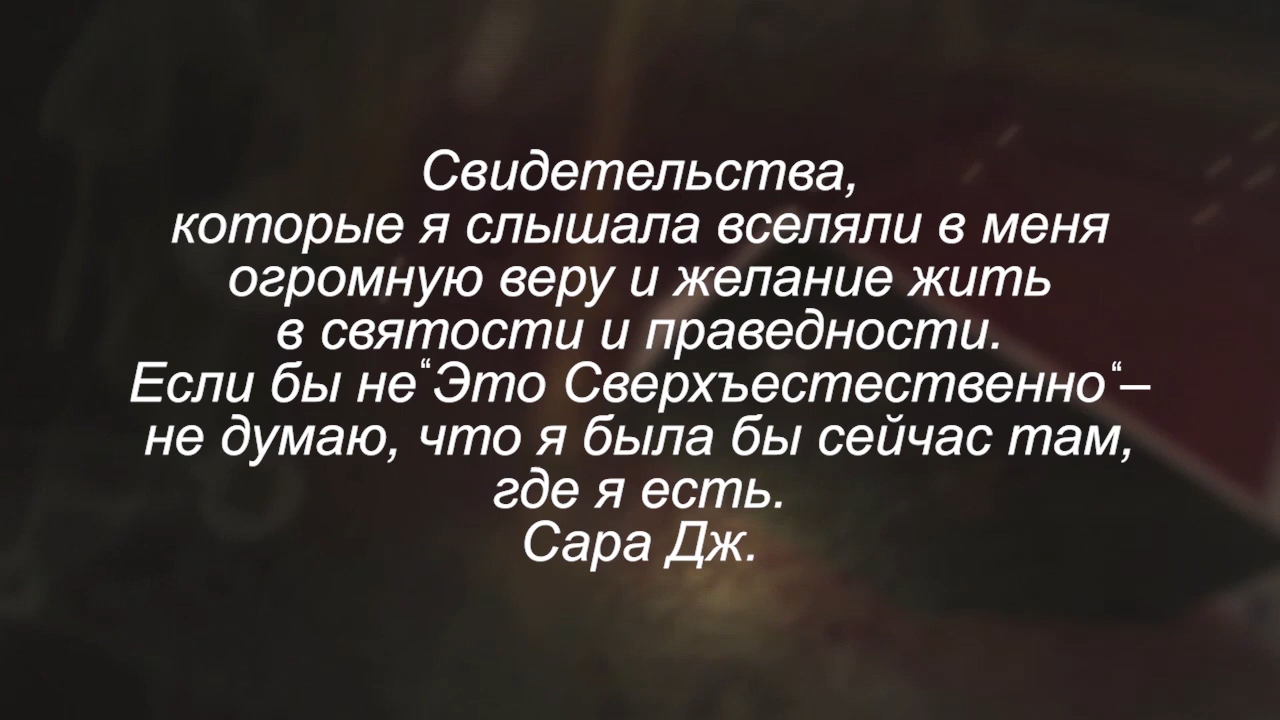 Свидетельства,
которые я слышала вселяли в меня
огромную веру и желание жить
в святости и праведности.
Если бы не“Это Сверхъестественно“–
не думаю, что я была бы сейчас там,
где я есть.
Сара Дж.